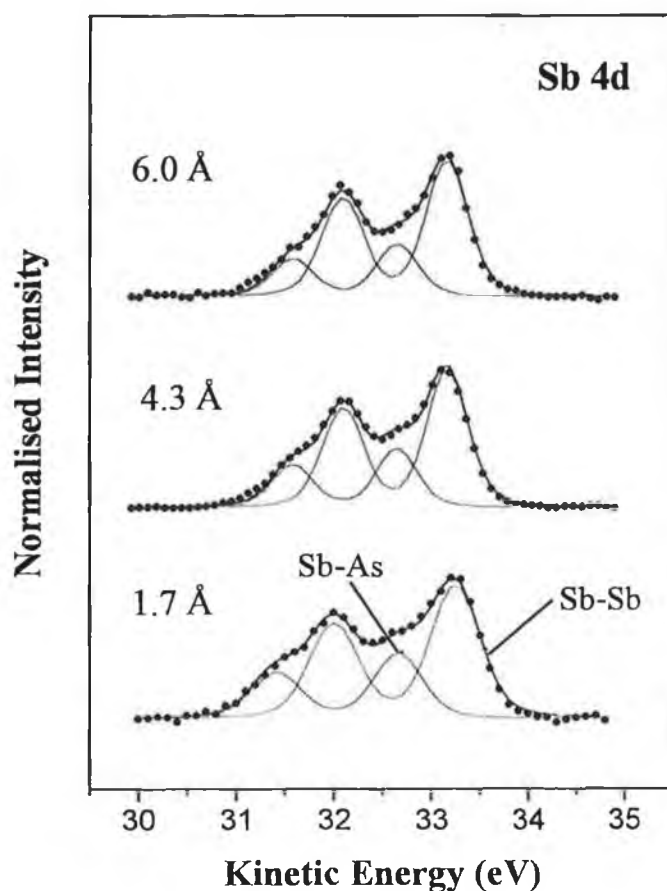 Sb 4d
6.0 Å
4.3 Å
1.7 Å
Sb-As
Sb-Sb
Normalised Intensity
30 31 32 33 34 35
Kinetic Energy (eV)